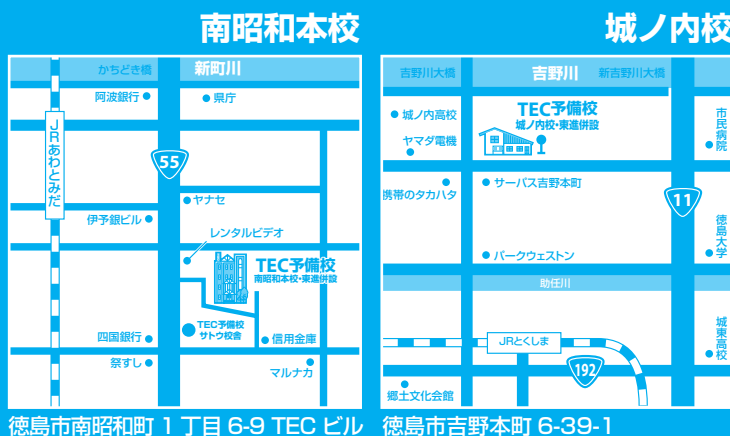 南昭和本校
かちどき橋
新町川
阿波銀行
県庁
JRあわとみだ
55
ヤナセ
伊予銀ビル
レンタルビデオ
TEC予備校
南昭和本校・東進併設
TEC予備校
サトウ校舎
四国銀行
信用金庫
祭すし
マルナカ
徳島市南昭和町 1 丁目 6-9 TEC ビル
城ノ内校
吉野川大橋
吉野川
新吉野川大橋
城ノ内高校
TEC予備校
城ノ内校・東進併設
市民病院
ヤマダ電機
携帯のタカハタ
サーパス吉野本町
11
徳島大学
パークウェストン
助任川
JRとくしま
城東高校
192
郷土文化会館
徳島市吉野本町 6-39-1